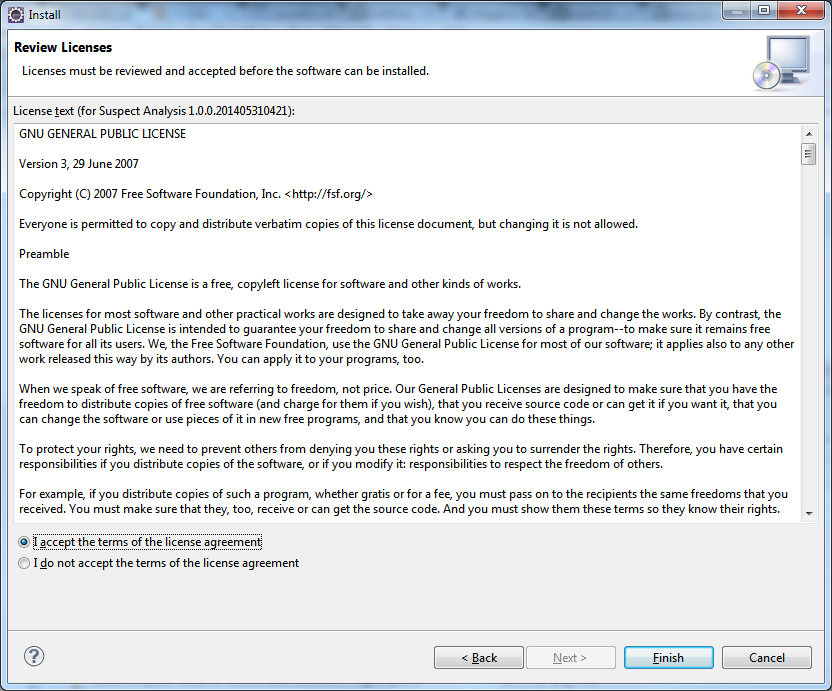 Install
Review Licenses
Licenses must be reviewed and accepted before the software can be installed.
License text (for Suspect Analysis 1.0.0.201405310421):
GNU GENERAL PUBLIC LICENSE
Version 3, 29 June 2007
Copyright (C) 2007 Free Software Foundation, Inc. <http://fsf.org/>
Everyone is permitted to copy and distribute verbatim copies of this license document, but changing it is not allowed.
Preamble
The GNU General Public License is a free, copyleft license for software and other kinds of works.
The licenses for most software and other practical works are designed to take away your freedom to share and change the works. By contrast, the
GNU General Public License is intended to guarantee your freedom to share and change all versions of a program--to make sure it remains free
software for all its users. We, the Free Software Foundation, use the GNU General Public License for most of our software; it applies also to any other
work released this way by its authors. You can apply it to your programs, too.
When we speak of free software, we are referring to freedom, not price. Our General Public Licenses are designed to make sure that you have the
freedom to distribute copies of free software (and charge for them if you wish), that you receive source code or can get it if you want it, that you
can change the software or use pieces of it in new free programs, and that you know you can do these things.
To protect your rights, we need to prevent others from denying you these rights or asking you to surrender the rights. Therefore, you have certain
responsibilities if you distribute copies of the software, or if you modify it: responsibilities to respect the freedom of others.
For example, if you distribute copies of such a program, whether gratis or for a fee, you must pass on to the recipients the same freedoms that you
received. You must make sure that they, too, receive or can get the source code. And you must show them these terms so they know their rights.
I accept the terms of the license agreement
I do not accept the terms of the license agreement
?
< Back
Next >
Finish
Cancel